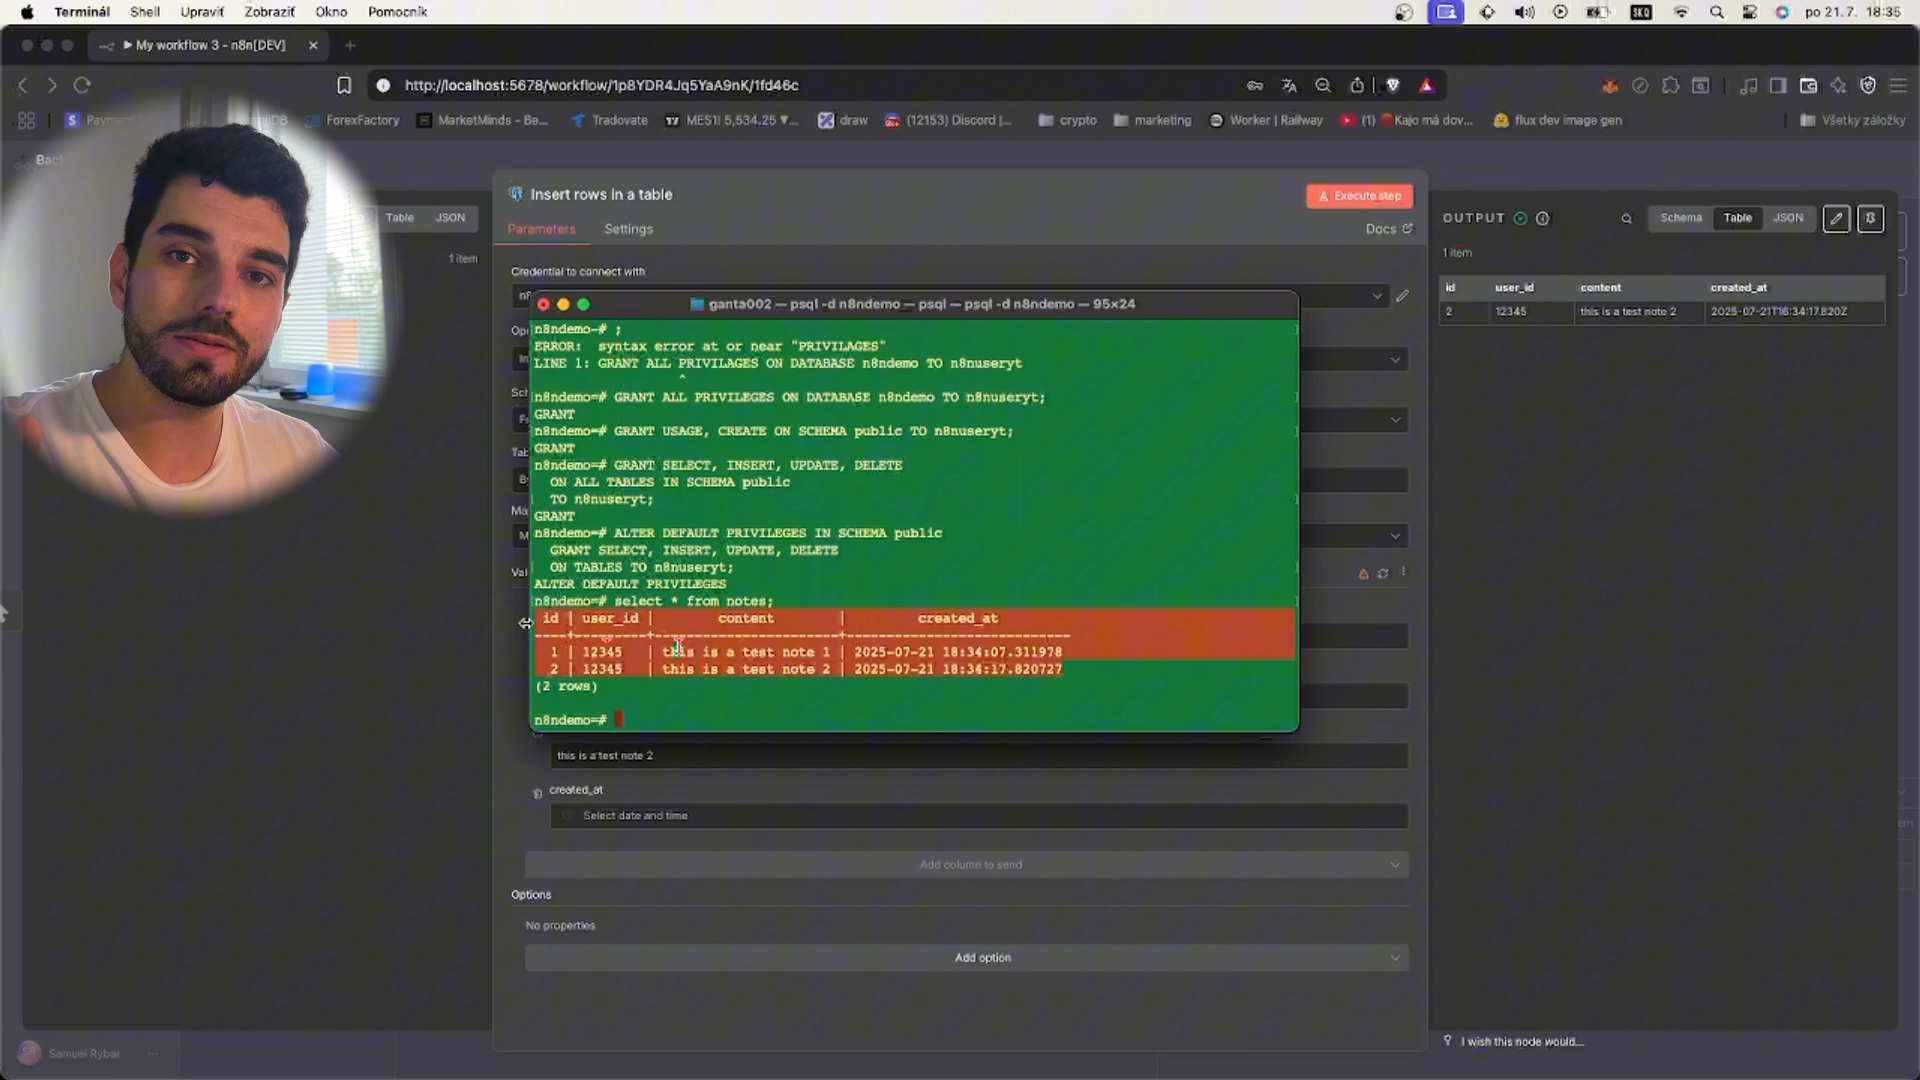 Terminál Shell Upraviť Zobraziť Okno Pomocník
SKQ po 21.7. 18:35
My workflow 3 - n8n[DEV]
http://localhost:5678/workflow/1p8YDR4Jq5YaA9nK/1fd46c
ForexFactory MarketMinds - Be... Tradovate MES1! 5,534.25 ▼... draw (12153) Discord |... crypto marketing Worker | Railway (1) Kajo má dov... flux dev image gen Všetky záložky
Insert rows in a table
Execute step
Table JSON
OUTPUT
Schema Table JSON
Parameters Settings
Docs
1 item
1 item
Credential to connect with
id user_id content created_at
2 12345 this is a test note 2 2025-07-21T16:34:17.820Z
ganta002 — psql -d n8ndemo — psql — psql -d n8ndemo — 95×24
n8ndemo-# ;
ERROR:  syntax error at or near "PRIVILAGES"
LINE 1: GRANT ALL PRIVILAGES ON DATABASE n8ndemo TO n8nuseryt
^
n8ndemo=# GRANT ALL PRIVILEGES ON DATABASE n8ndemo TO n8nuseryt;
GRANT
n8ndemo=# GRANT USAGE, CREATE ON SCHEMA public TO n8nuseryt;
GRANT
n8ndemo=# GRANT SELECT, INSERT, UPDATE, DELETE
ON ALL TABLES IN SCHEMA public
TO n8nuseryt;
GRANT
n8ndemo=# ALTER DEFAULT PRIVILEGES IN SCHEMA public
GRANT SELECT, INSERT, UPDATE, DELETE
ON TABLES TO n8nuseryt;
ALTER DEFAULT PRIVILEGES
n8ndemo=# select * from notes;
id | user_id | content | created_at
----+---------+-----------------------+----------------------------
1 | 12345 | this is a test note 1 | 2025-07-21 18:34:07.311978
2 | 12345 | this is a test note 2 | 2025-07-21 18:34:17.820727
(2 rows)
n8ndemo=#
this is a test note 2
created_at
Select date and time
Add column to send
Options
No properties
Add option
I wish this node would...
SR Samuel Rybar ...